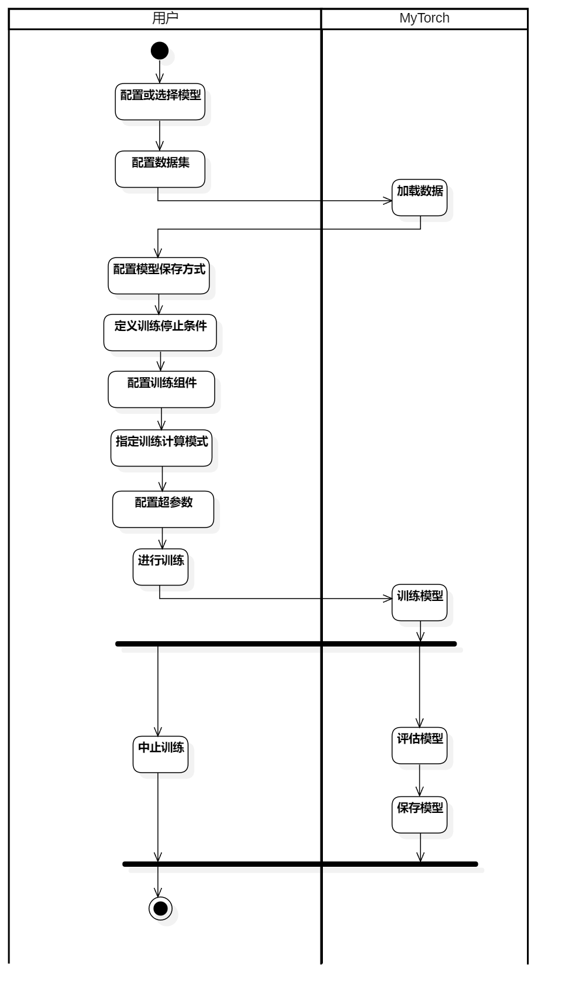 用户
MyTorch
配置或选择模型
配置数据集
加载数据
配置模型保存方式
定义训练停止条件
配置训练组件
指定训练计算模式
配置超参数
进行训练
训练模型
中止训练
评估模型
保存模型